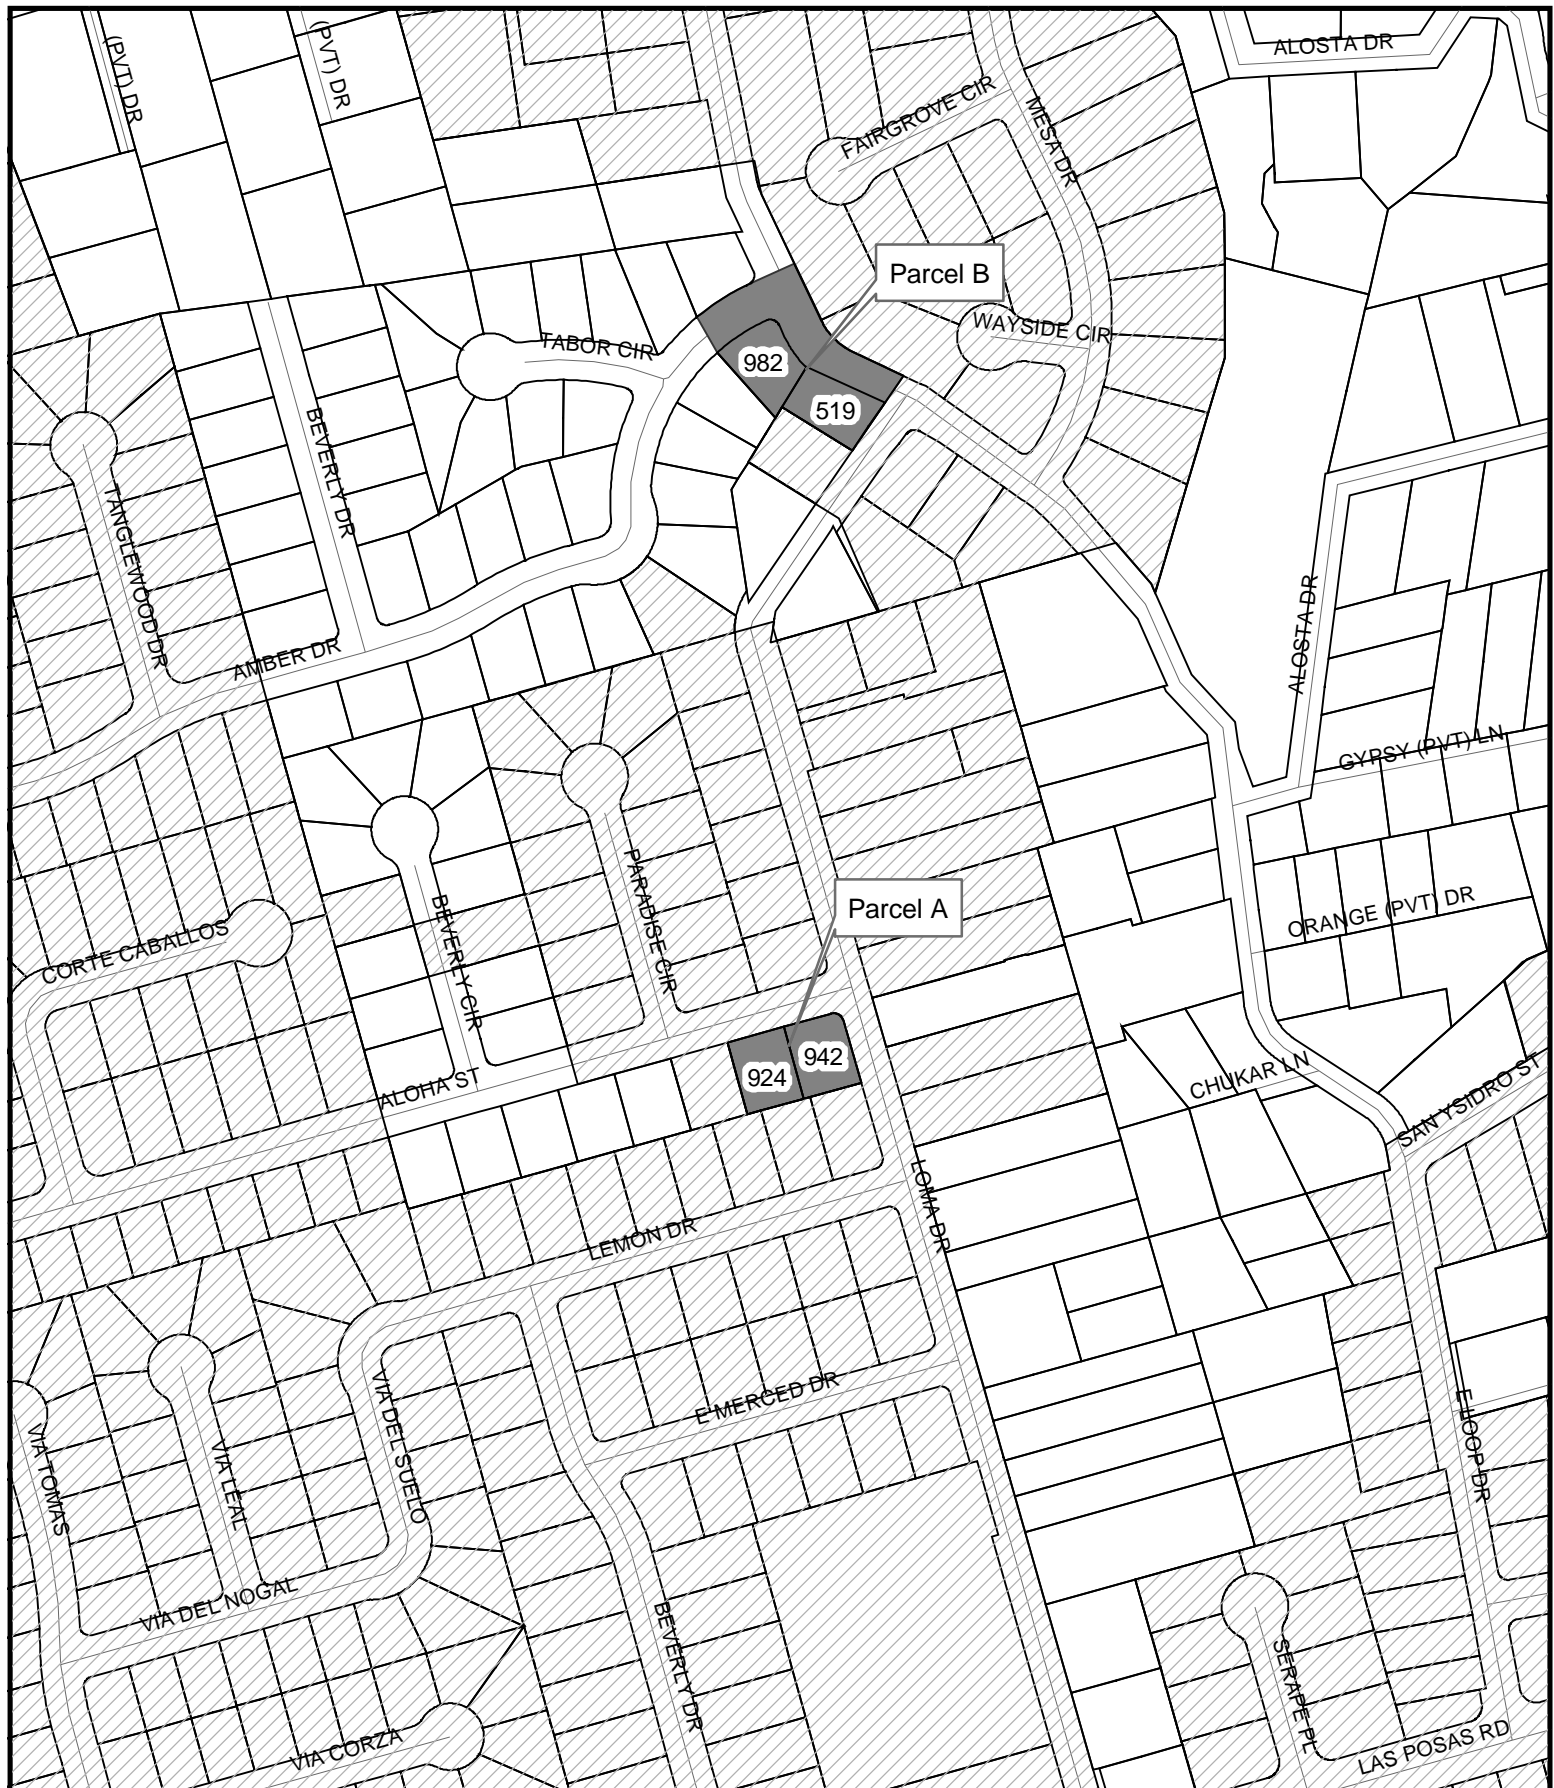 (PVT) DR
(PVT) DR
ALOSTA DR
FAIRGROVE CIR
MESA DR
Parcel B
WAYSIDE CIR
TABOR CIR
982
519
BEVERLY DR
TANGLEWOOD DR
AMBER DR
ALOSTA DR
GYPSY (PVT) LN
PARADISE CIR
Parcel A
BEVERLY CIR
CORTE CABALLOS
ORANGE (PVT) DR
942
924
ALOHA ST
CHUKAR LN
SAN YSIDRO ST
LOMA DR
LEMON DR
E MERCED DR
VIA DEL SUELO
VIA TOMAS
VIA LEAL
E LOOP DR
VIA DEL NOGAL
BEVERLY DR
SERAPE PL
VIA CORZA
LAS POSAS RD